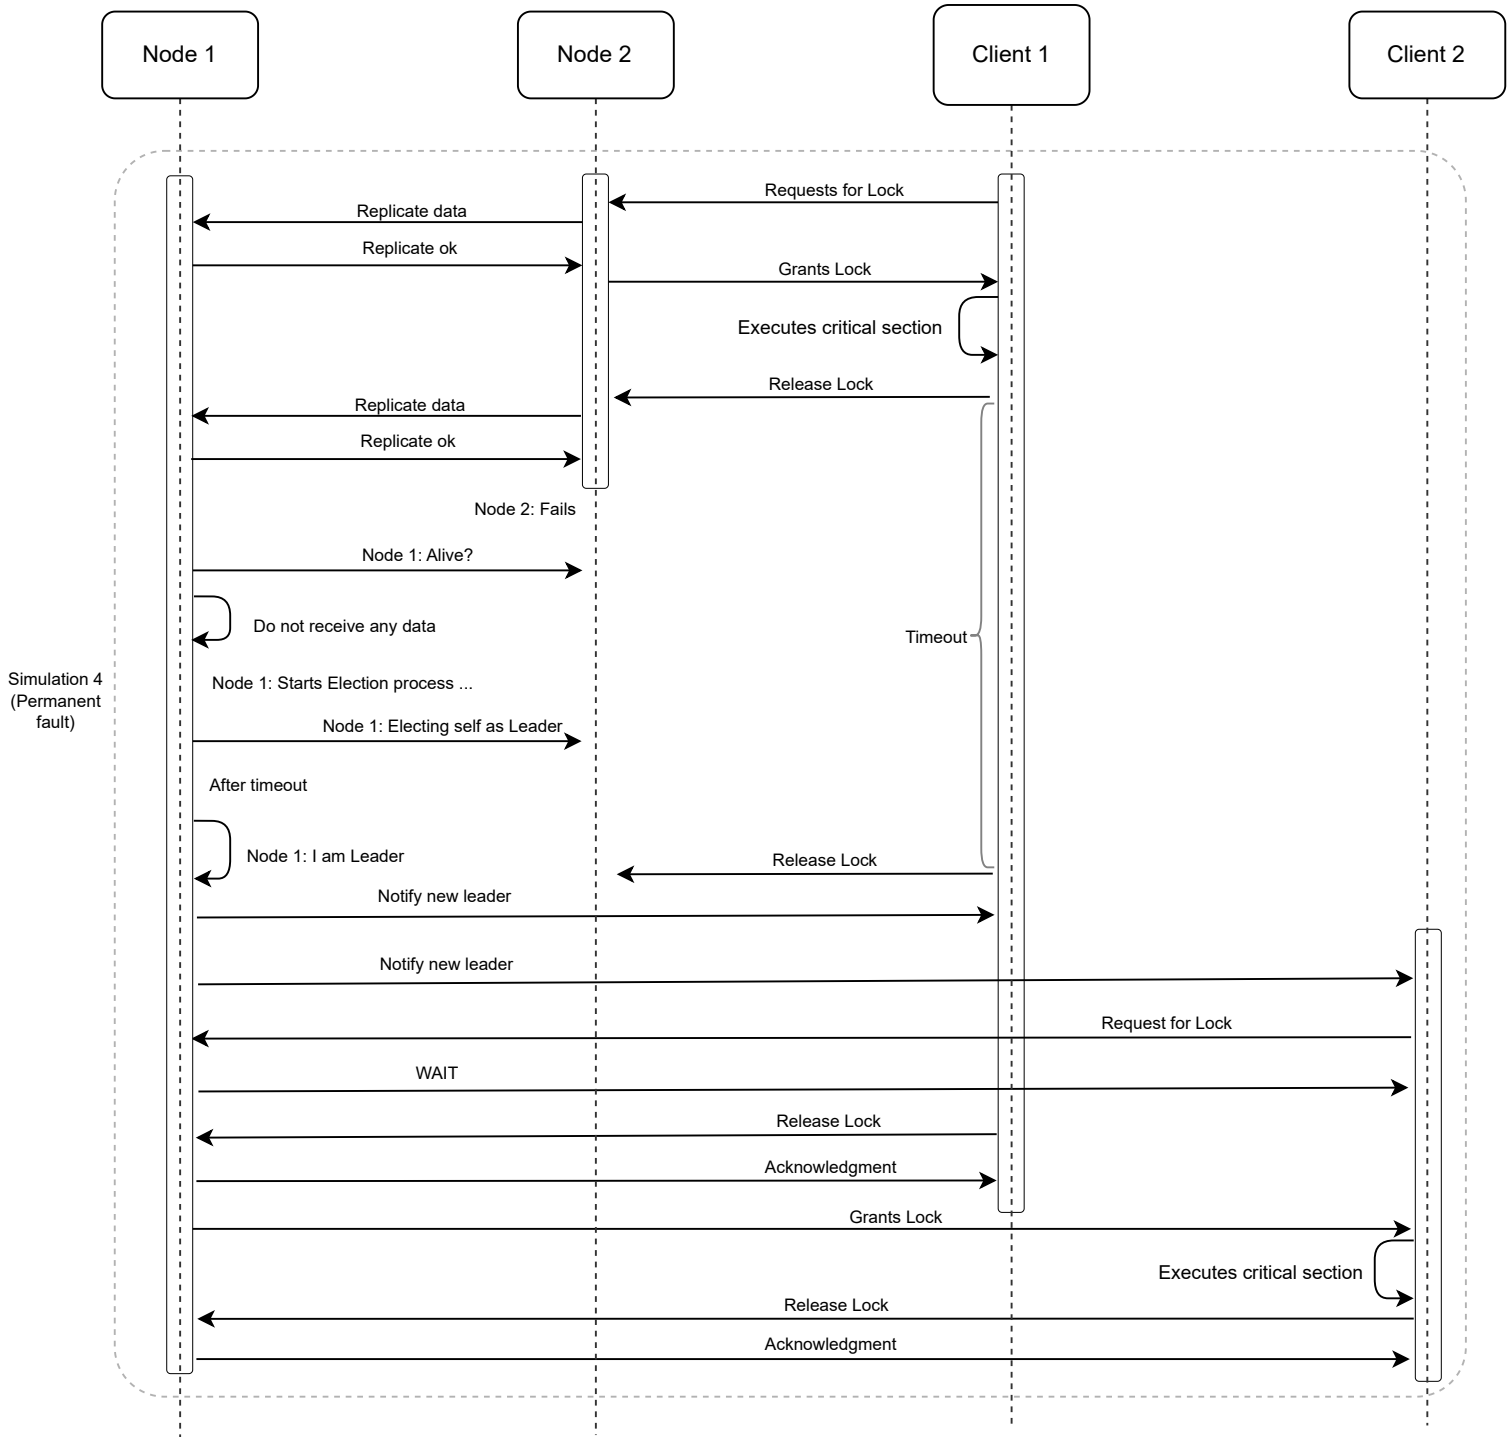 Node 1
Node 2
Client 1
Client 2
Requests for Lock
Replicate data
Replicate ok
Grants Lock
Executes critical section
Release Lock
Replicate data
Replicate ok
Node 2: Fails
Node 1: Alive?
Do not receive any data
Timeout
Simulation 4
(Permanent
fault)
Node 1: Starts Election process ...
Node 1: Electing self as Leader
After timeout
Node 1: I am Leader
Release Lock
Notify new leader
Notify new leader
Request for Lock
WAIT
Release Lock
Acknowledgment
Grants Lock
Executes critical section
Release Lock
Acknowledgment